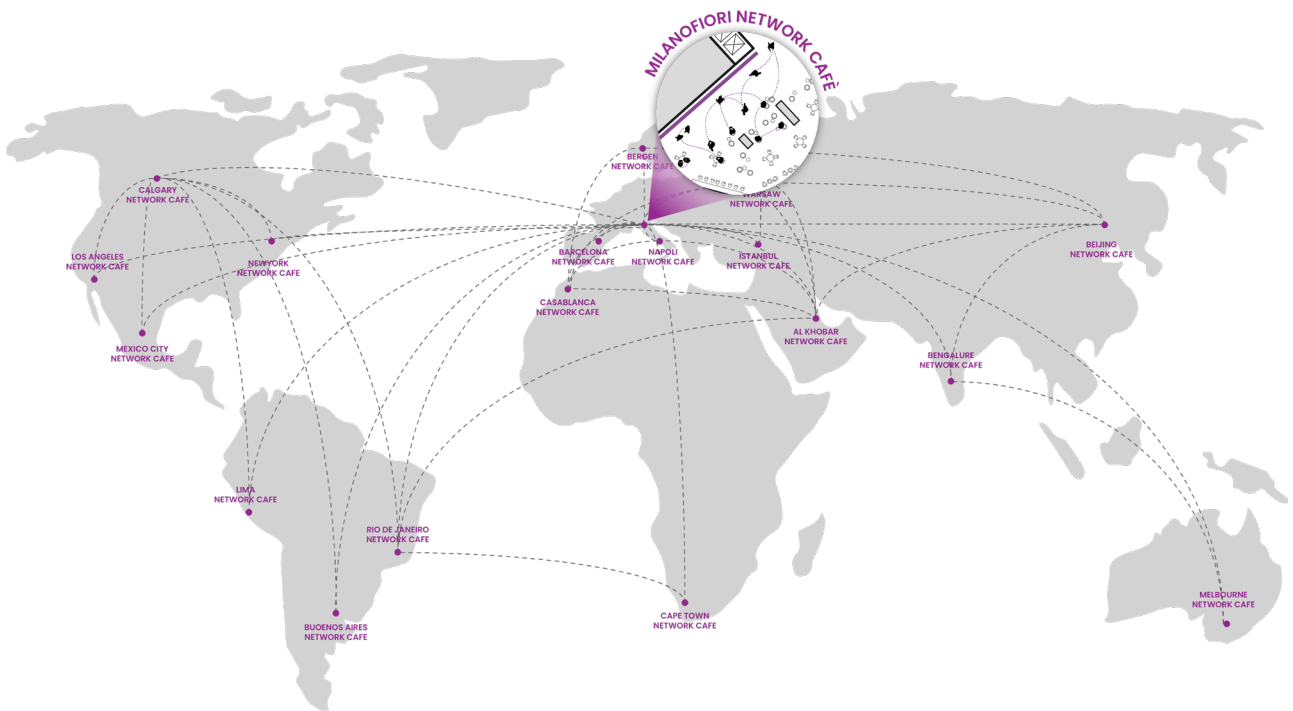 MILANOFIORI NETWORK CAFÈ
BERGEN
NETWORK CAFE
CALGARY
NETWORK CAFE
WARSAW
NETWORK CAFE
LOS ANGELES
NETWORK CAFE
NEWYORK
NETWORK CAFE
BARCELONA
NETWORK CAFE
NAPOLI
NETWORK CAFE
ISTANBUL
NETWORK CAFE
BEIJING
NETWORK CAFE
CASABLANCA
NETWORK CAFE
AL KHOBAR
NETWORK CAFE
MEXICO CITY
NETWORK CAFE
BENGALURE
NETWORK CAFE
LIMA
NETWORK CAFE
RIO DE JANEIRO
NETWORK CAFE
MELBOURNE
NETWORK CAFE
CAPE TOWN
NETWORK CAFE
BUOENOS AIRES
NETWORK CAFE